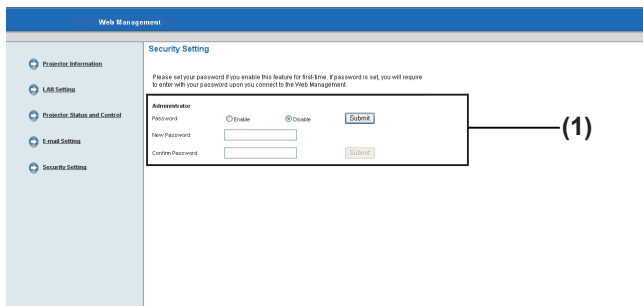 Web Management
Security Setting
Projector Information
LAN Setting
Projector Status and Control
E-mail Setting
Security Setting
Please set your password if you enable this feature for first-time. If password is set, you will require
to enter with your password upon you connect to the Web Management.
Administrator
Password Enable Disable Submit
New Password
Confirm Password Submit
(1)